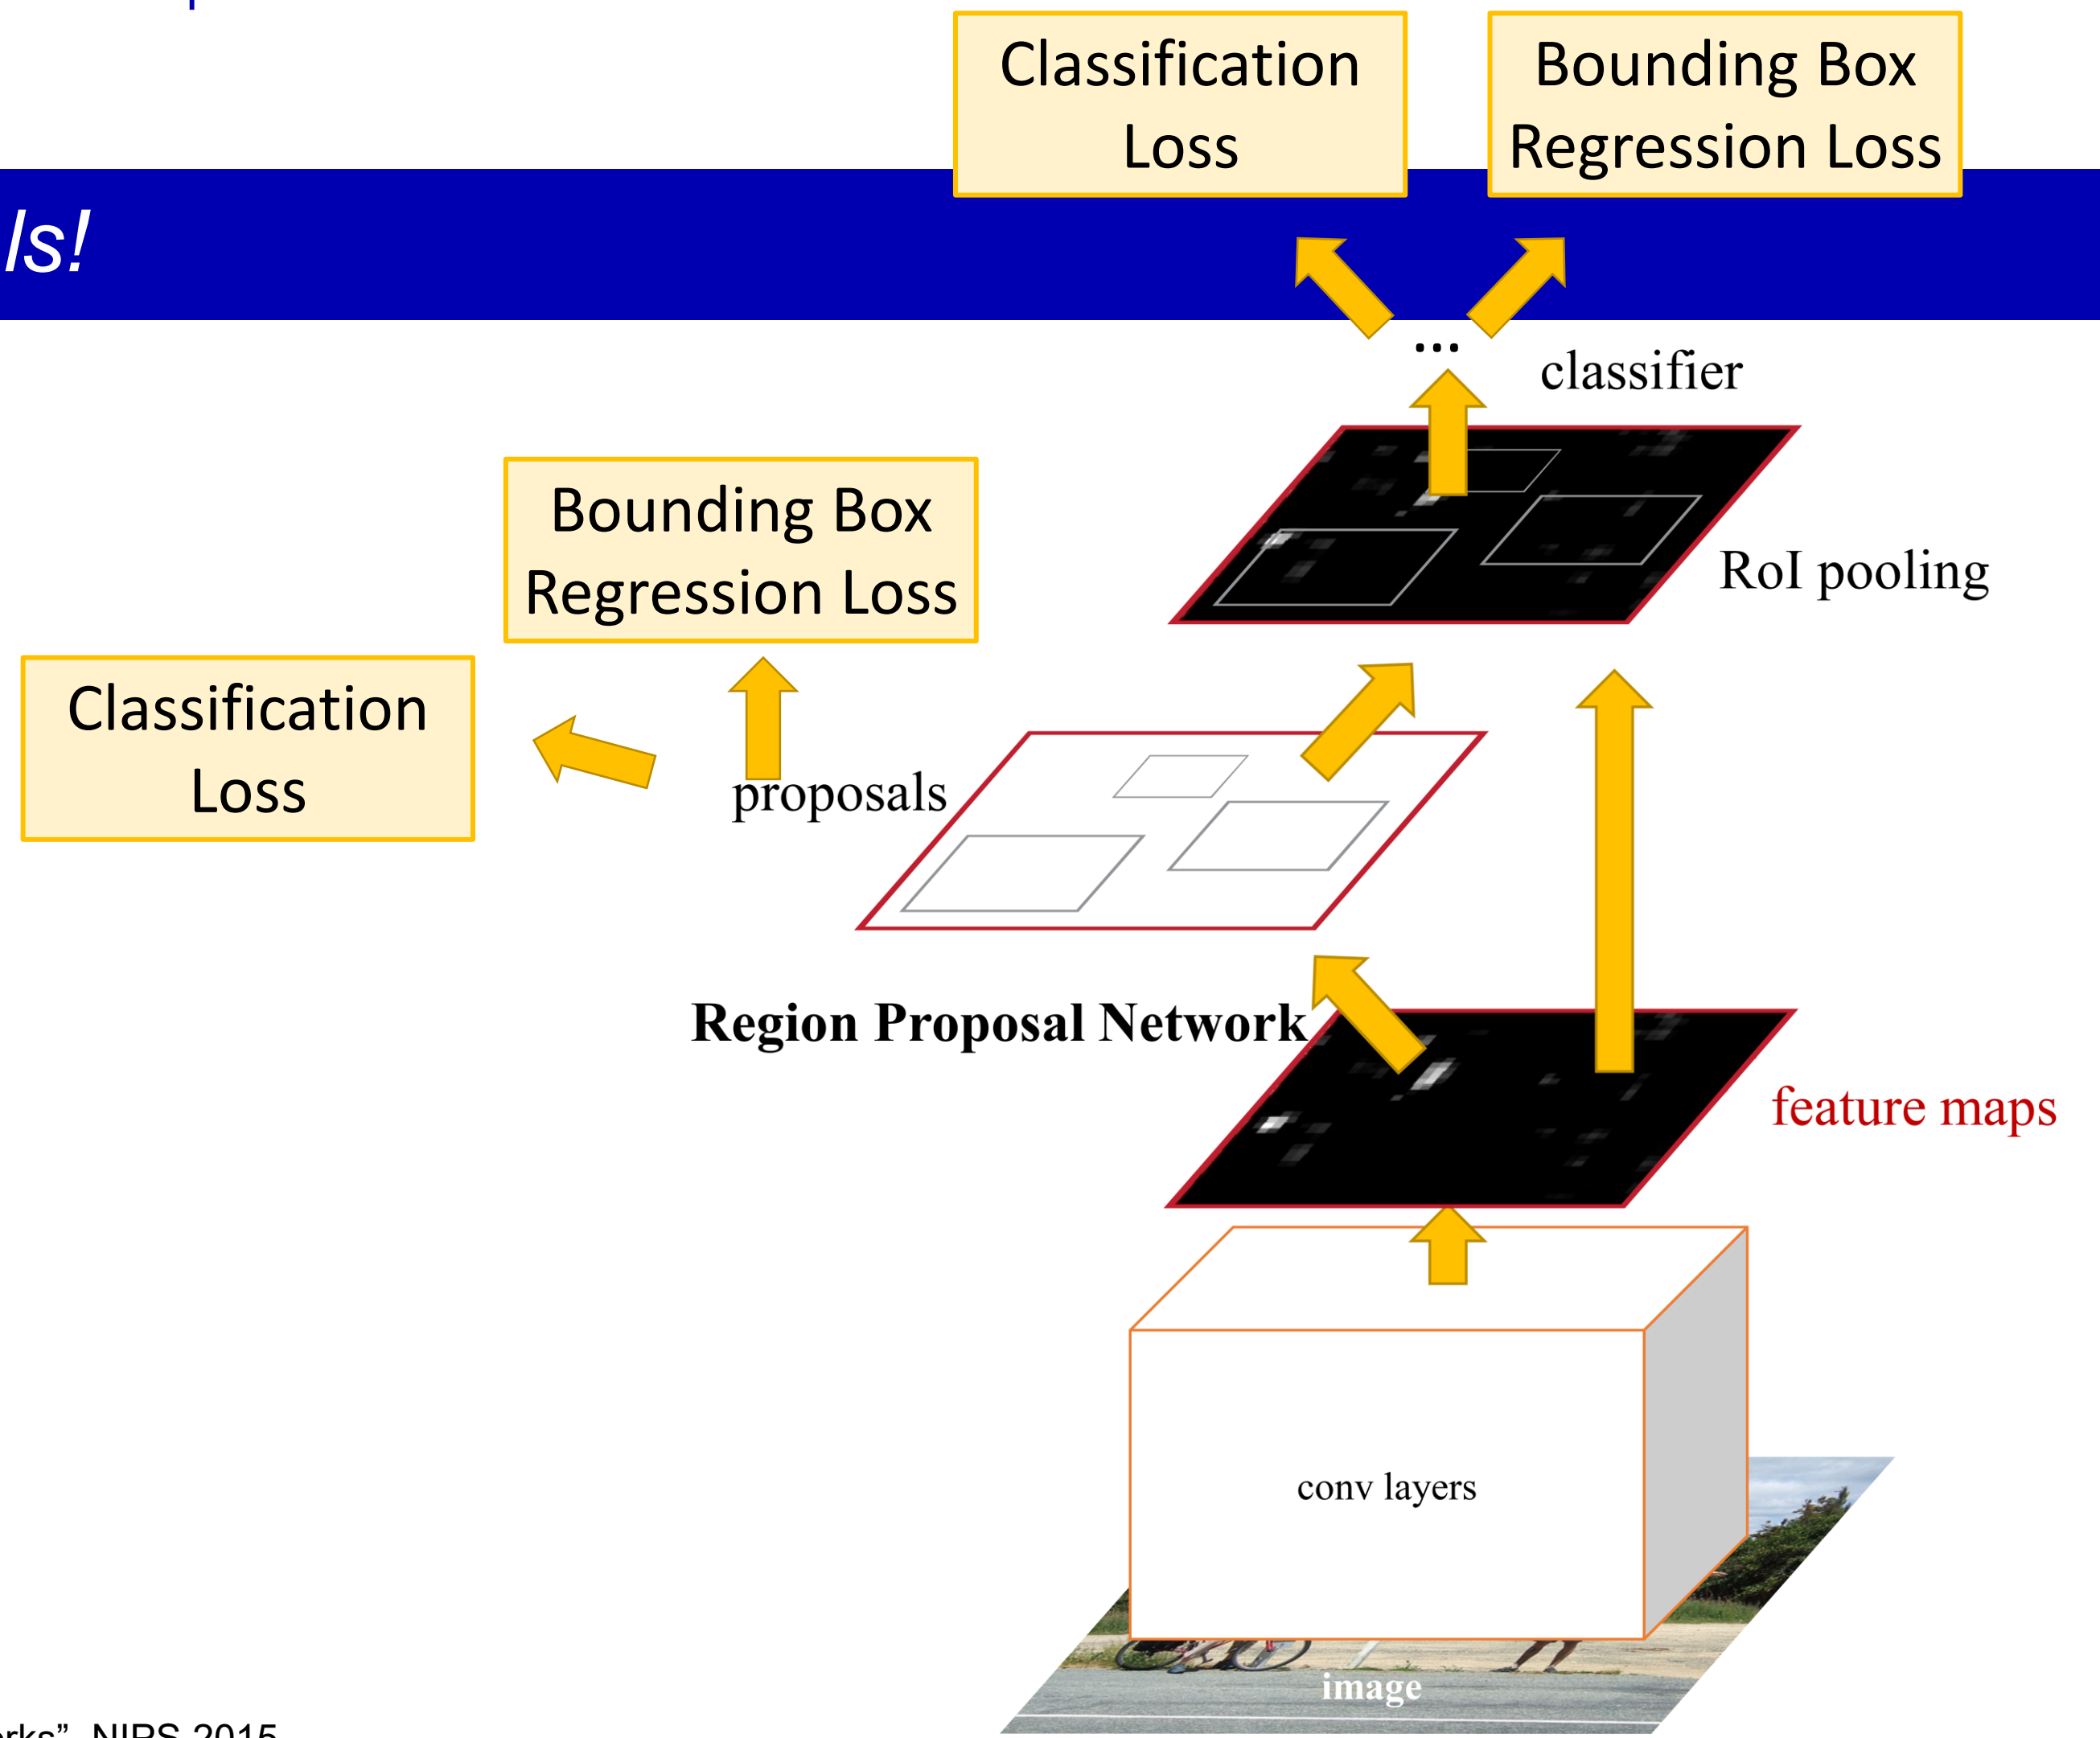 Classification
Loss
Bounding Box
Regression Loss
ls!
...
classifier
Bounding Box
Regression Loss
RoI pooling
Classification
Loss
proposals
Region Proposal Network
feature maps
conv layers
image
NIPS 2015